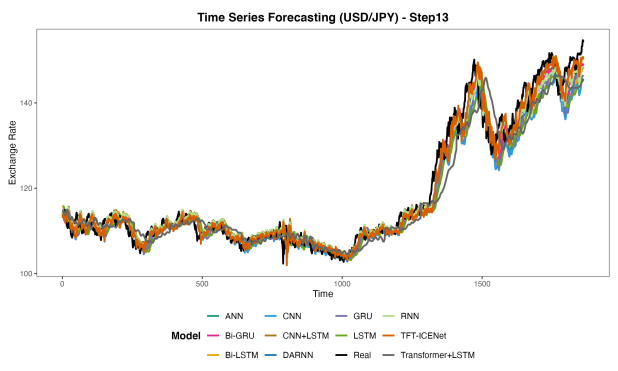 Time Series Forecasting (USD/JPY) - Step13
Exchange Rate
140
120
100
0
500
1000
1500
Time
Model
ANN
CNN
GRU
RNN
Bi-GRU
CNN+LSTM
LSTM
TFT-ICENet
Bi-LSTM
DARNN
Real
Transformer+LSTM